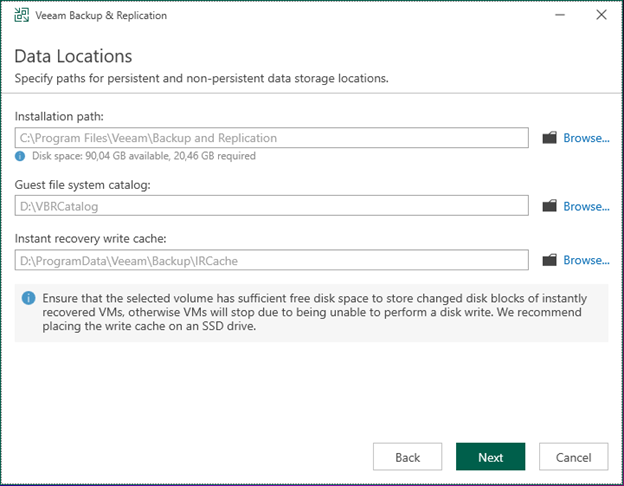 Veeam Backup & Replication
Data Locations
Specify paths for persistent and non-persistent data storage locations.
Installation path:
C:\Program Files\Veeam\Backup and Replication
Browse...
Disk space: 90,04 GB available, 20,46 GB required
Guest file system catalog:
D:\VBRCatalog
Browse...
Instant recovery write cache:
D:\ProgramData\Veeam\Backup\IRCache
Browse...
Ensure that the selected volume has sufficient free disk space to store changed disk blocks of instantly
recovered VMs, otherwise VMs will stop due to being unable to perform a disk write. We recommend
placing the write cache on an SSD drive.
Back
Next
Cancel